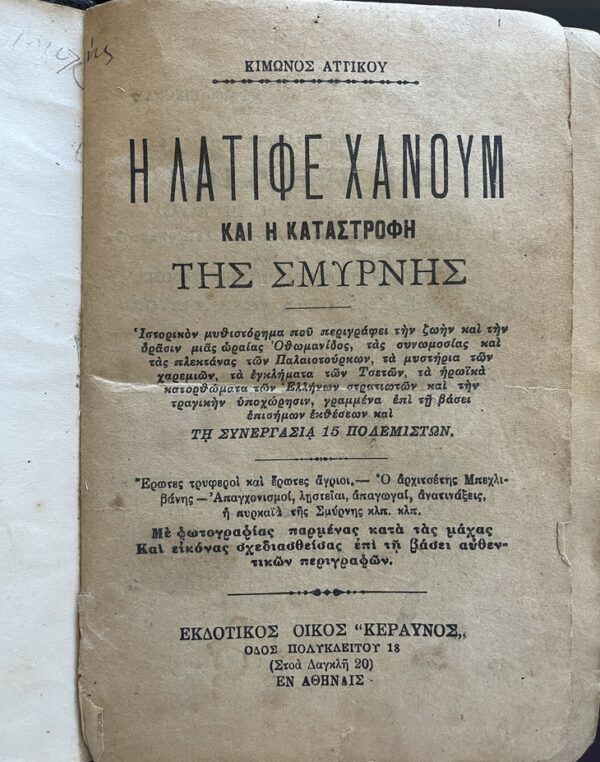 ΚΙΜΩΝΟΣ ΑΤΤΙΚΟΥ
Η ΛΑΤΙΦΕ ΧΑΝΟΥΜ
ΚΑΙ Η ΚΑΤΑΣΤΡΟΦΗ
ΤΗΣ ΣΜΥΡΝΗΣ
Ἱστορικὸν μυθιστόρημα ποῦ περιγράφει τὴν ζωὴν καὶ τὴν
δρᾶσιν μιᾶς ὡραίας Ὀθωμανίδος, τὰς συνωμοσίας καὶ
τὰς πλεκτάνας τῶν Παλαιοτούρκων, τὰ μυστήρια τῶν
χαρεμιῶν, τὰ ἐγκλήματα τῶν Τσετῶν, τὰ ἡρωϊκὰ
κατορθώματα τῶν Ἑλλήνων στρατιωτῶν καὶ τὴν
τραγικὴν ὑποχώρησιν, γραμμένα ἐπὶ τῇ βάσει
ἐπισήμων ἐκθέσεων καὶ
ΤΗ ΣΥΝΕΡΓΑΣΙᾼ 15 ΠΟΛΕΜΙΣΤΩΝ.
Ἔρωτες τρυφεροὶ καὶ ἔρωτες ἄγριοι.— Ὁ ἀρχιτσέτης Μπεχλι-
βάνης — Ἀπαγχονισμοί, λῃστεῖαι, ἀπαγωγαί, ἀνατινάξεις,
ἡ πυρκαϊὰ τῆς Σμύρνης κλπ. κλπ.
Μὲ φωτογραφίας παρμένας κατὰ τὰς μάχας
Καὶ εἰκόνας σχεδιασθείσας ἐπὶ τῇ βάσει αὐθεν-
τικῶν περιγραφῶν.
ΕΚΔΟΤΙΚΟΣ ΟΙΚΟΣ "ΚΕΡΑΥΝΟΣ„
ΟΔΟΣ ΠΟΛΥΚΛΕΙΤΟΥ 18
(Στοὰ Λαγκλῆ 20)
ΕΝ ΑΘΗΝΑΙΣ